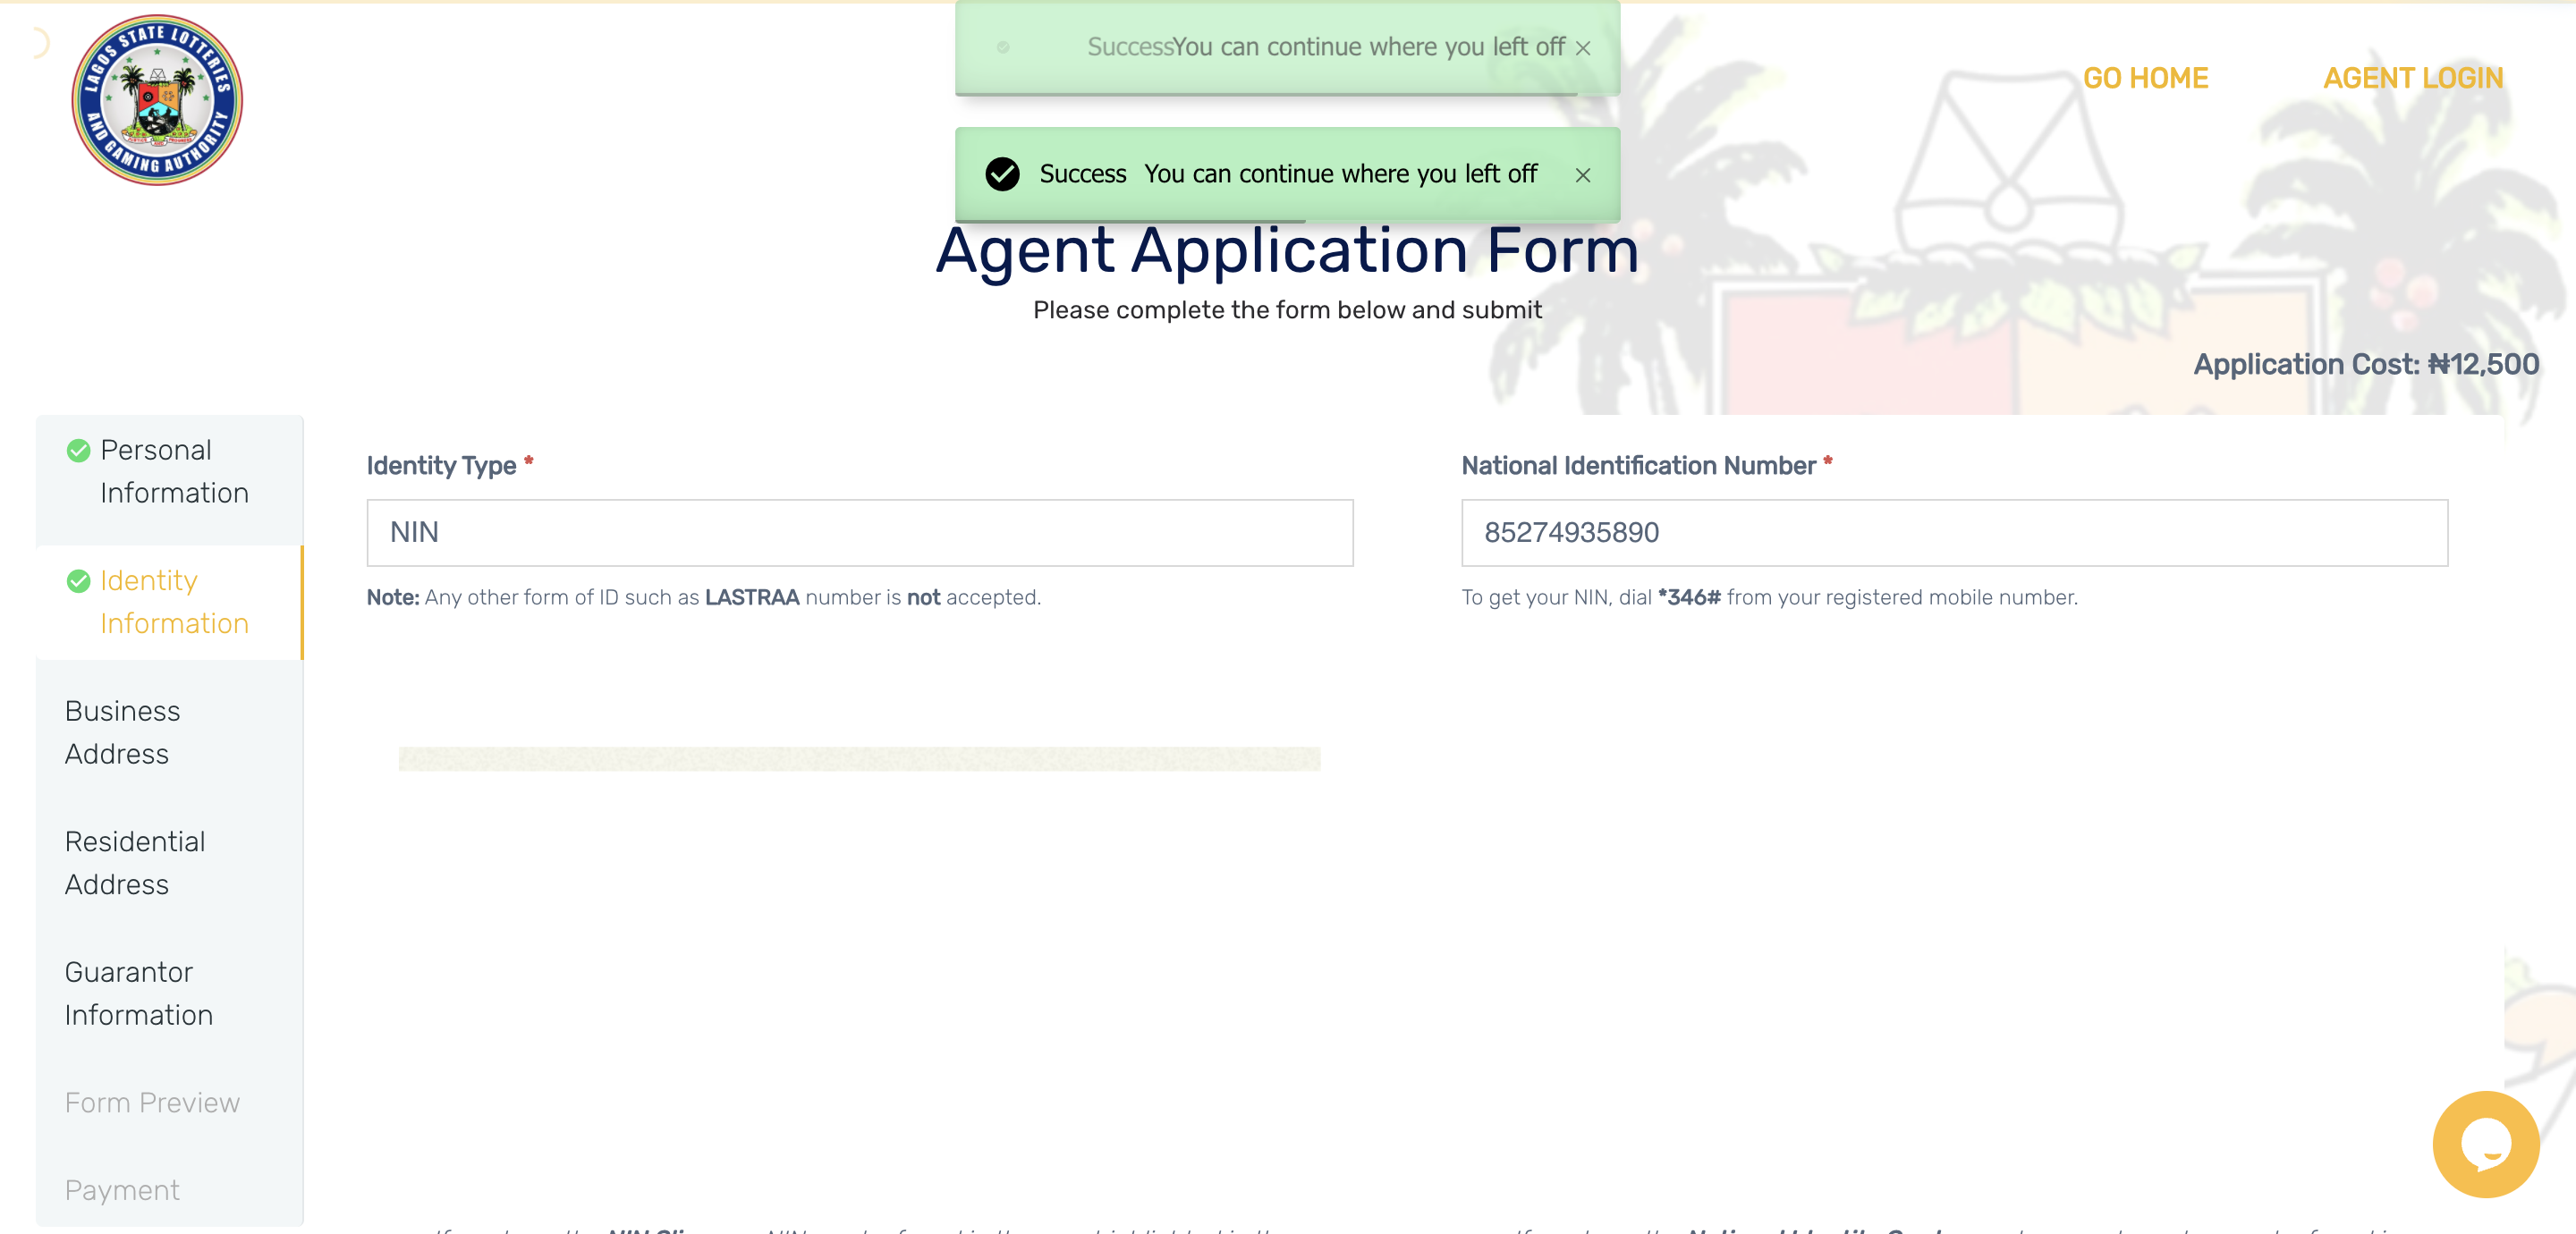 LAGOS STATE LOTTERIES
AND GAMING AUTHORITY
SuccessYou can continue where you left off
GO HOME
AGENT LOGIN
Success You can continue where you left off
Agent Application Form
Please complete the form below and submit
Application Cost: ₦12,500
Personal
Information
Identity
Information
Business
Address
Residential
Address
Guarantor
Information
Form Preview
Payment
Identity Type *
NIN
Note: Any other form of ID such as LASTRAA number is not accepted.
National Identification Number *
85274935890
To get your NIN, dial *346# from your registered mobile number.